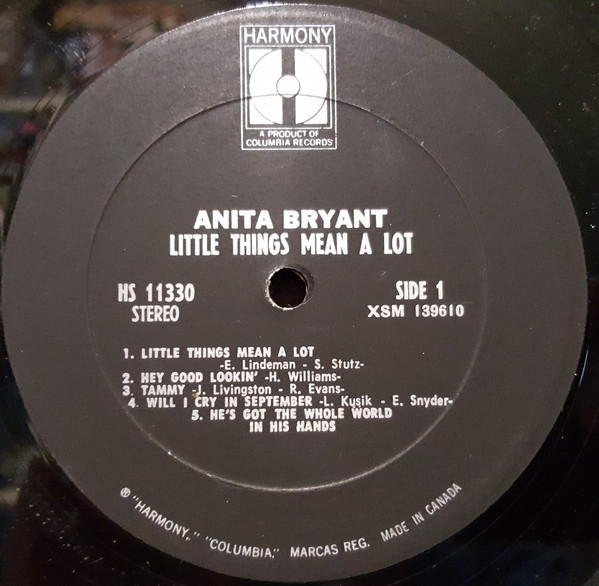 HARMONY
A PRODUCT OF
COLUMBIA RECORDS
ANITA BRYANT
LITTLE THINGS MEAN A LOT
HS 11330
STEREO
SIDE 1
XSM 139610
1. LITTLE THINGS MEAN A LOT
-E. Lindeman - S. Stutz-
2. HEY GOOD LOOKIN' -H. Williams-
3. TAMMY -J. Livingston - R. Evans-
4. WILL I CRY IN SEPTEMBER -L. Kusik - E. Snyder-
5. HE'S GOT THE WHOLE WORLD
IN HIS HANDS
® "HARMONY," "COLUMBIA," MARCAS REG. MADE IN CANADA